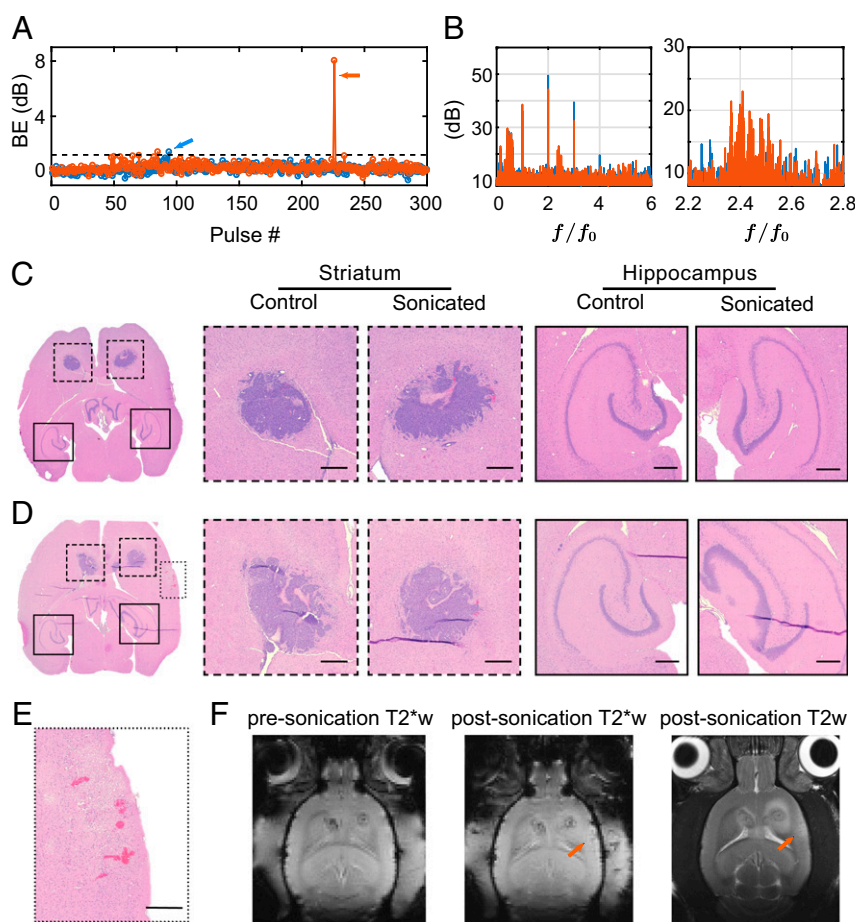 A
BE (dB)
8
4
0
0 50 100 150 200 250 300
Pulse #
B
(dB)
50
30
10
0 2 4 6
f/f0
30
20
10
2.2 2.4 2.6 2.8
f/f0
C
Striatum
Hippocampus
Control
Sonicated
Control
Sonicated
D
E
F
pre-sonication T2*w
post-sonication T2*w
post-sonication T2w